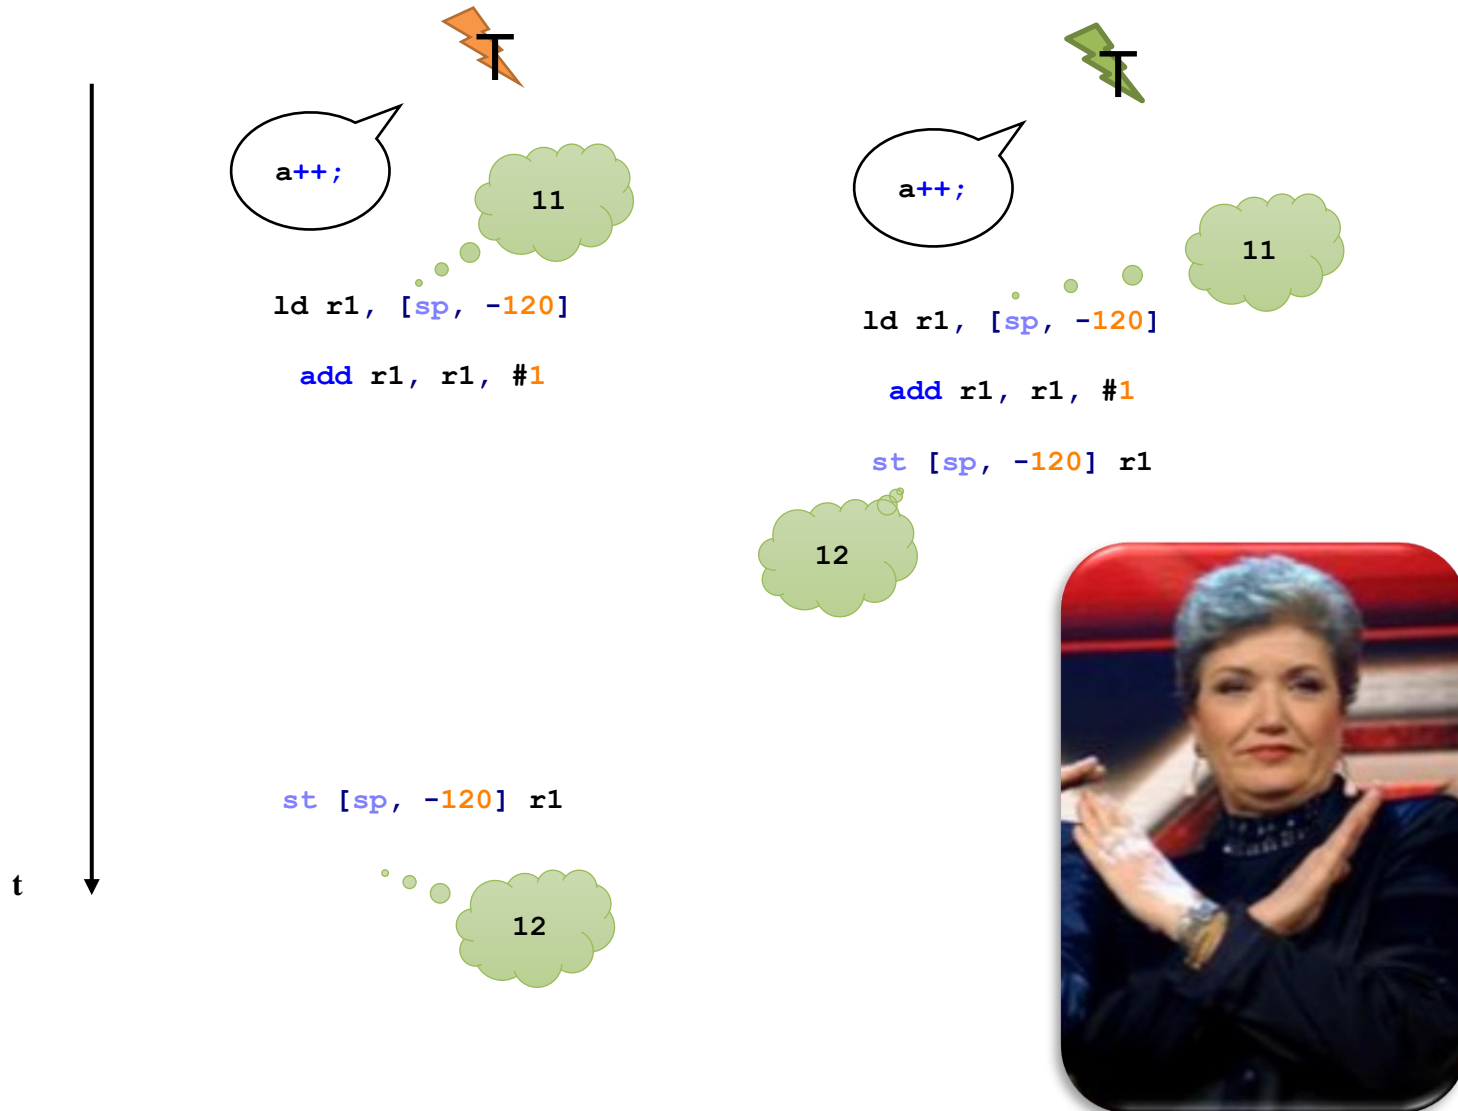 T
a++;
11
ld r1, [sp, -120]
add r1, r1, #1
st [sp, -120] r1
12
t
T
a++;
11
ld r1, [sp, -120]
add r1, r1, #1
st [sp, -120] r1
12